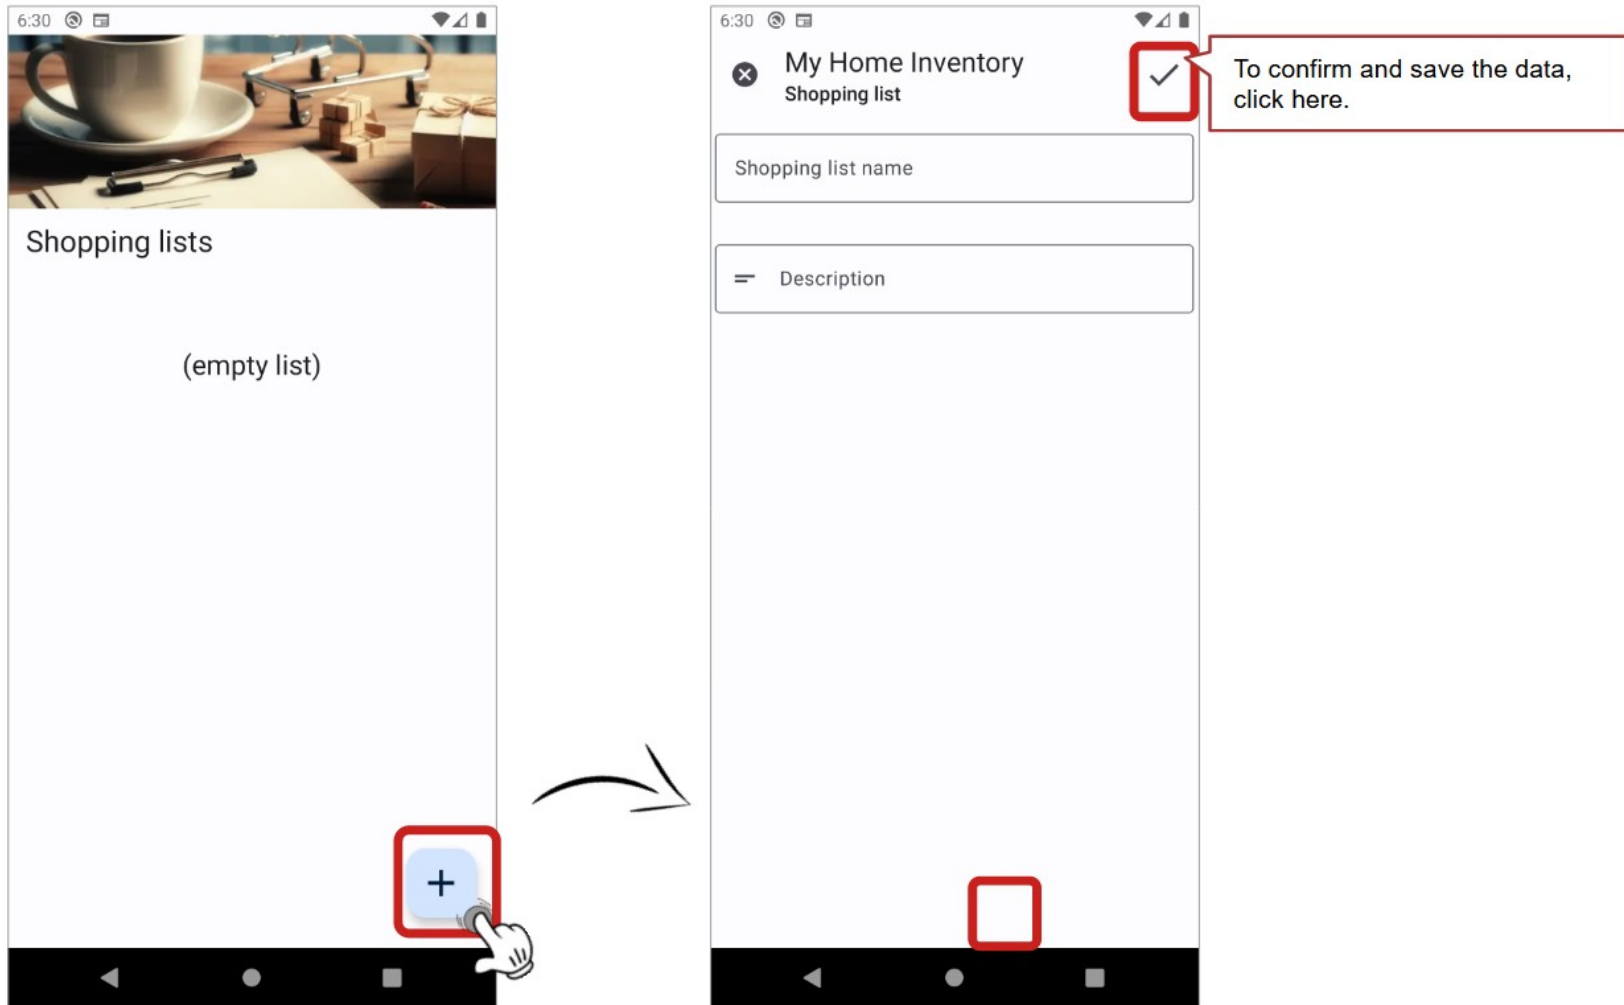 6:30
Shopping lists
(empty list)
6:30
My Home Inventory
Shopping list
Shopping list name
Description
To confirm and save the data,
click here.